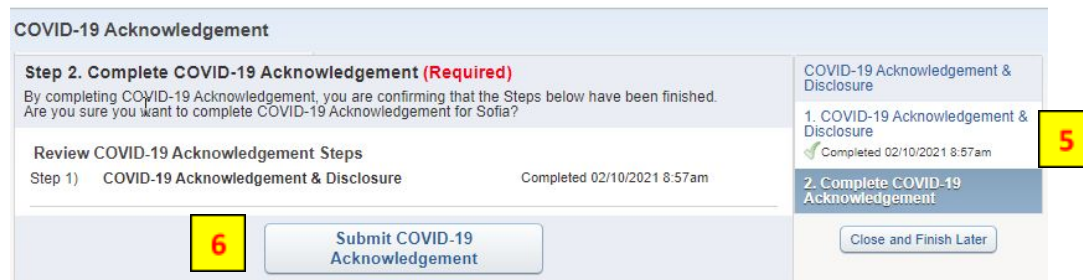 COVID-19 Acknowledgement
Step 2. Complete COVID-19 Acknowledgement (Required)
By completing COVID-19 Acknowledgement, you are confirming that the Steps below have been finished.
Are you sure you want to complete COVID-19 Acknowledgement for Sofia?
Review COVID-19 Acknowledgement Steps
Step 1) COVID-19 Acknowledgement & Disclosure Completed 02/10/2021 8:57am
6
Submit COVID-19
Acknowledgement
COVID-19 Acknowledgement &
Disclosure
1. COVID-19 Acknowledgement &
Disclosure
Completed 02/10/2021 8:57am
5
2. Complete COVID-19
Acknowledgement
Close and Finish Later